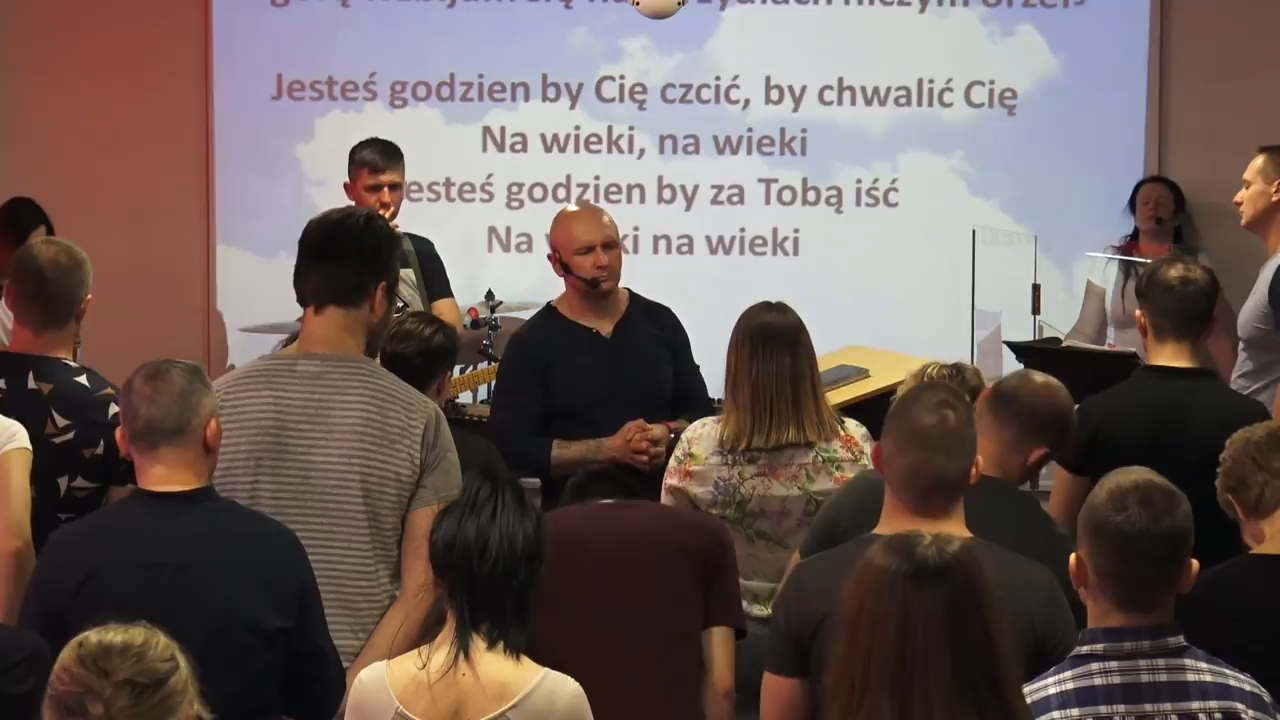 Jesteś godzien by Cię czcić, by chwalić Cię
Na wieki, na wieki
esteś godzien by za Tobą iść
Na ki na wieki